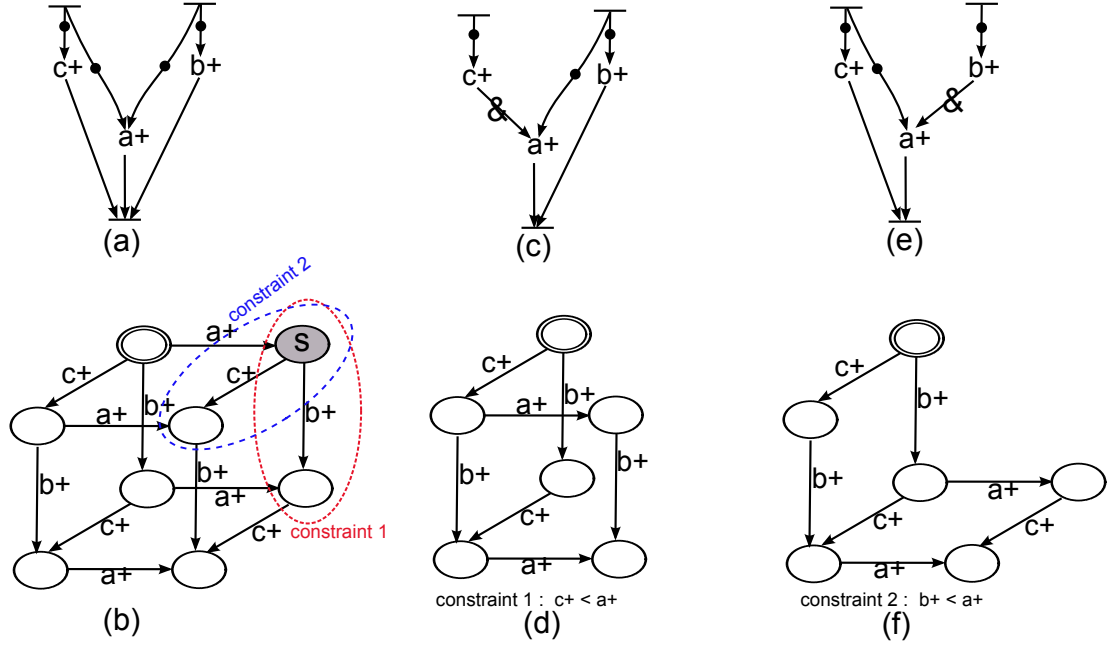 c+
b+
a+
(a)
c+
&
b+
a+
(c)
c+
b+
&
a+
(e)
constraint 2
a+
S
c+
c+
b+
a+
b+
b+
b+
a+
c+
c+
a+
constraint 1
(b)
c+
b+
a+
b+
b+
c+
a+
constraint 1 : c+ < a+
(d)
c+
b+
b+
a+
c+
c+
a+
constraint 2 : b+ < a+
(f)